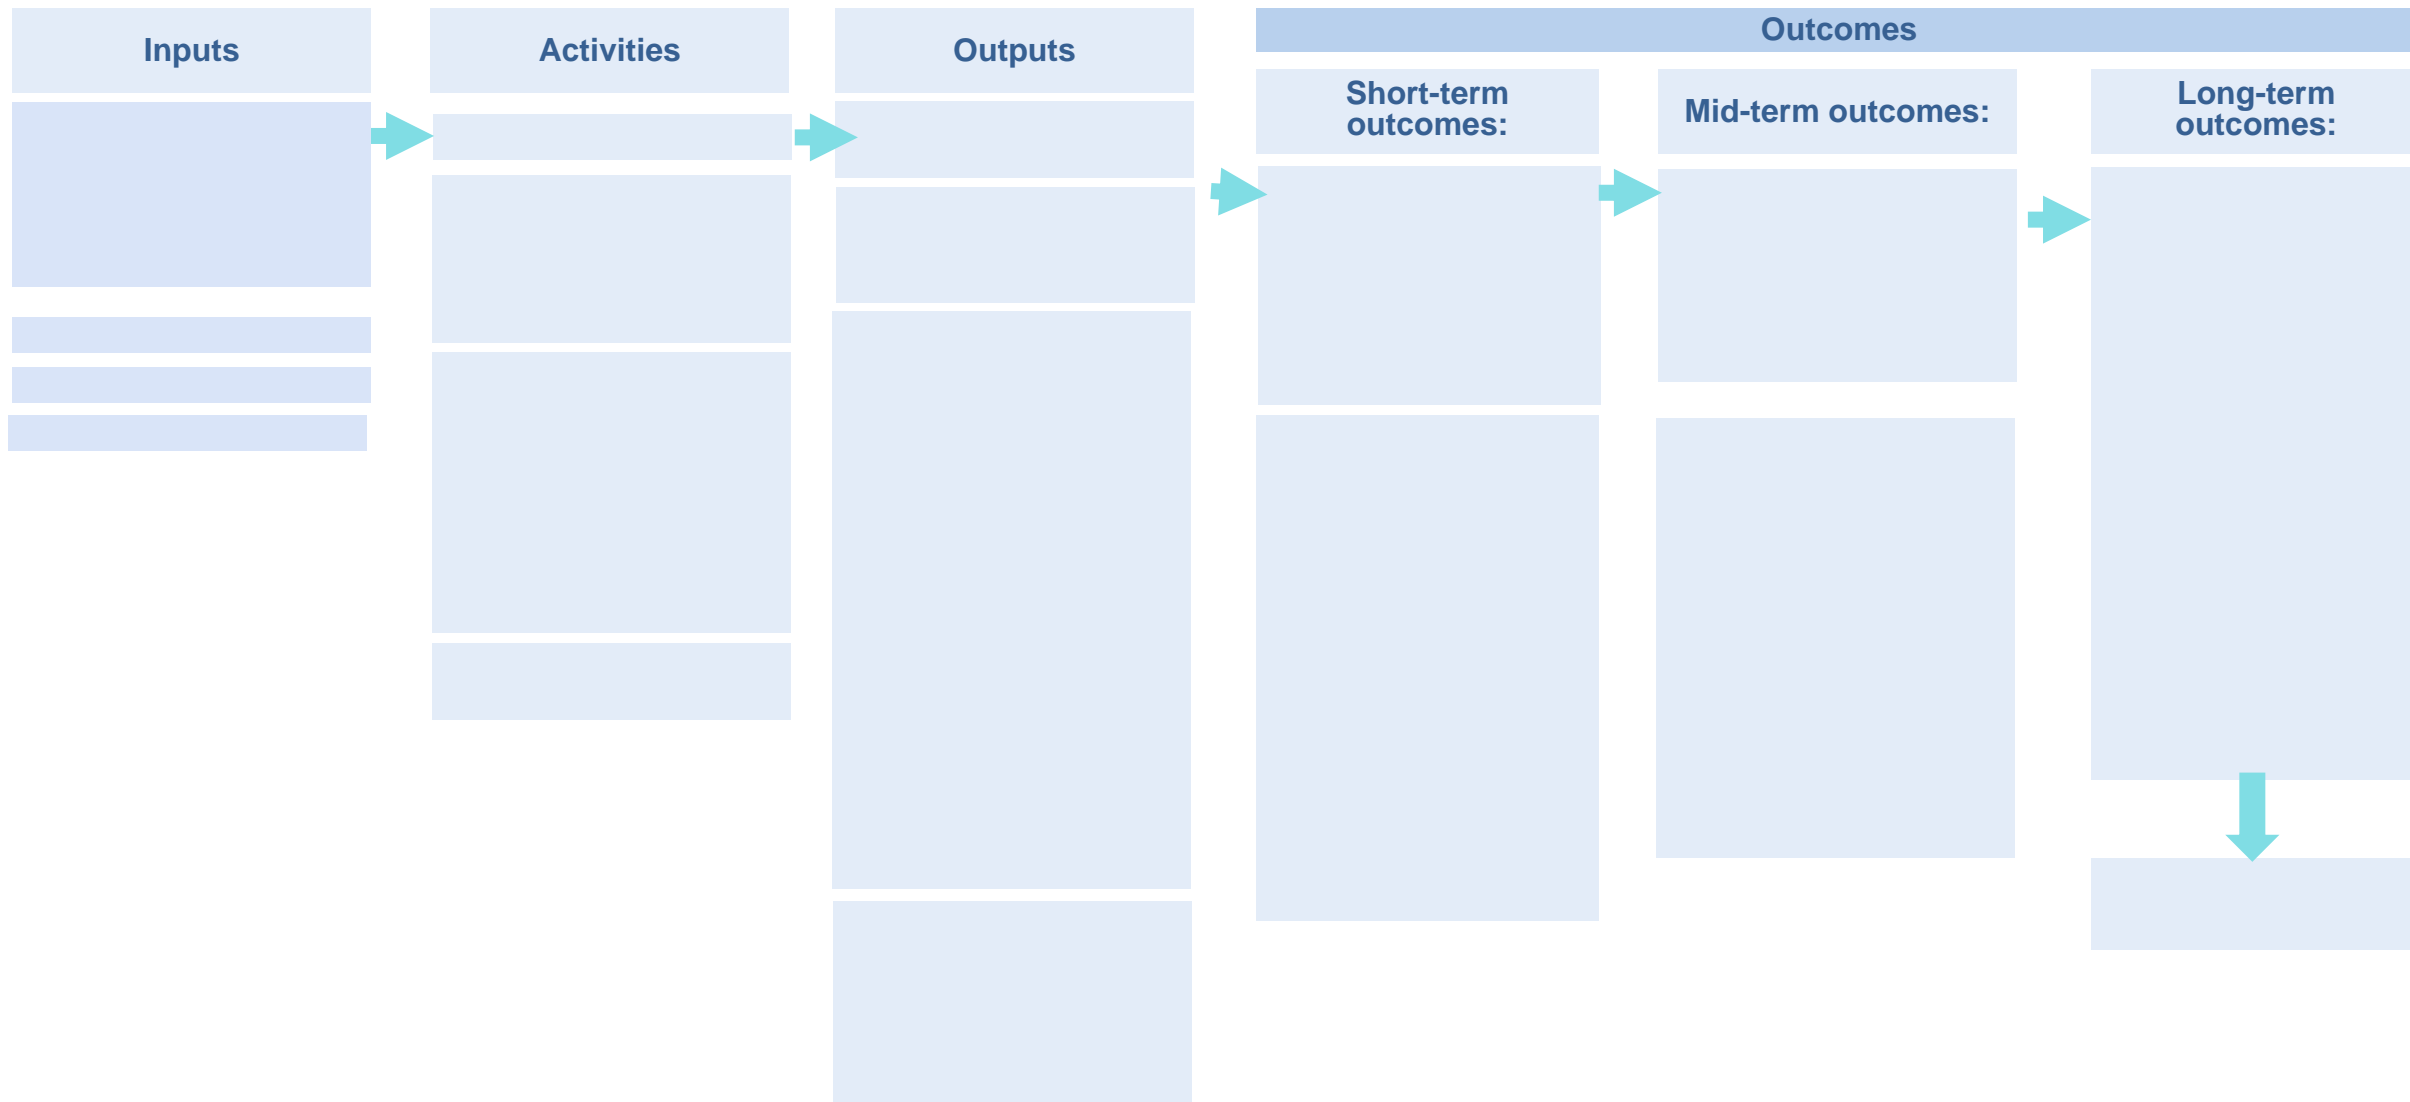 Inputs
Activities
Outputs
Outcomes
Short-term
outcomes:
Mid-term outcomes:
Long-term
outcomes: